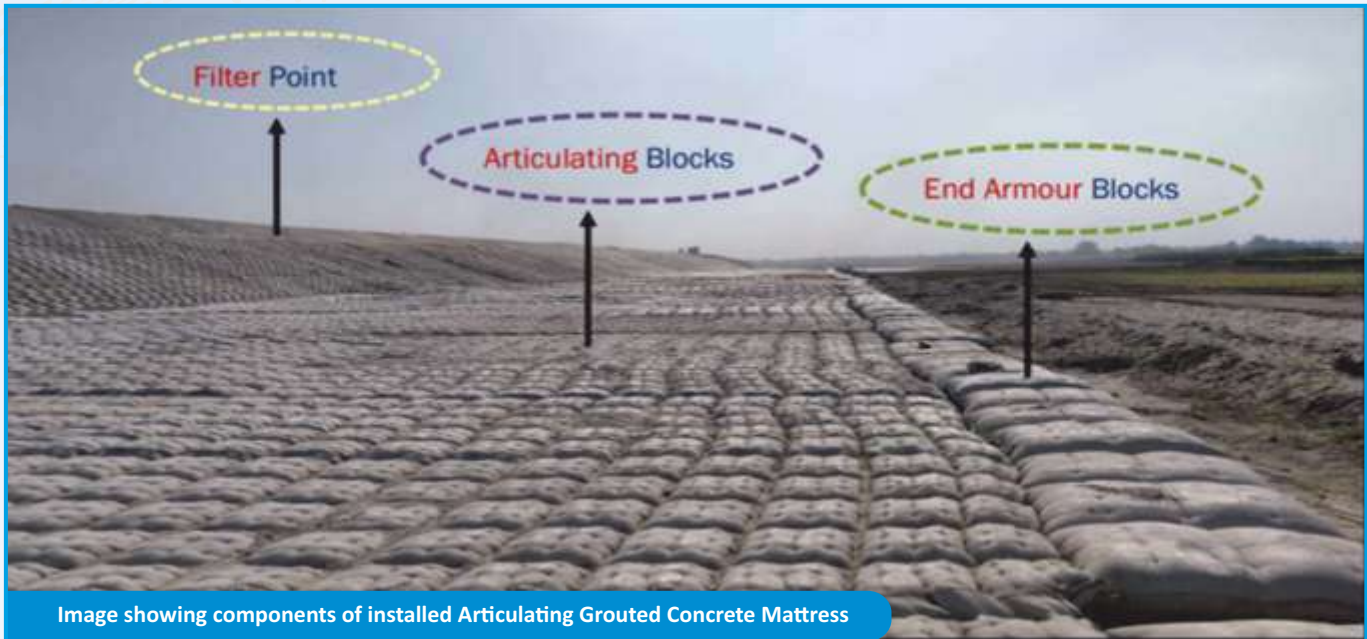 Filter Point
Articulating Blocks
End Armour Blocks
Image showing components of installed Articulating Grouted Concrete Mattress